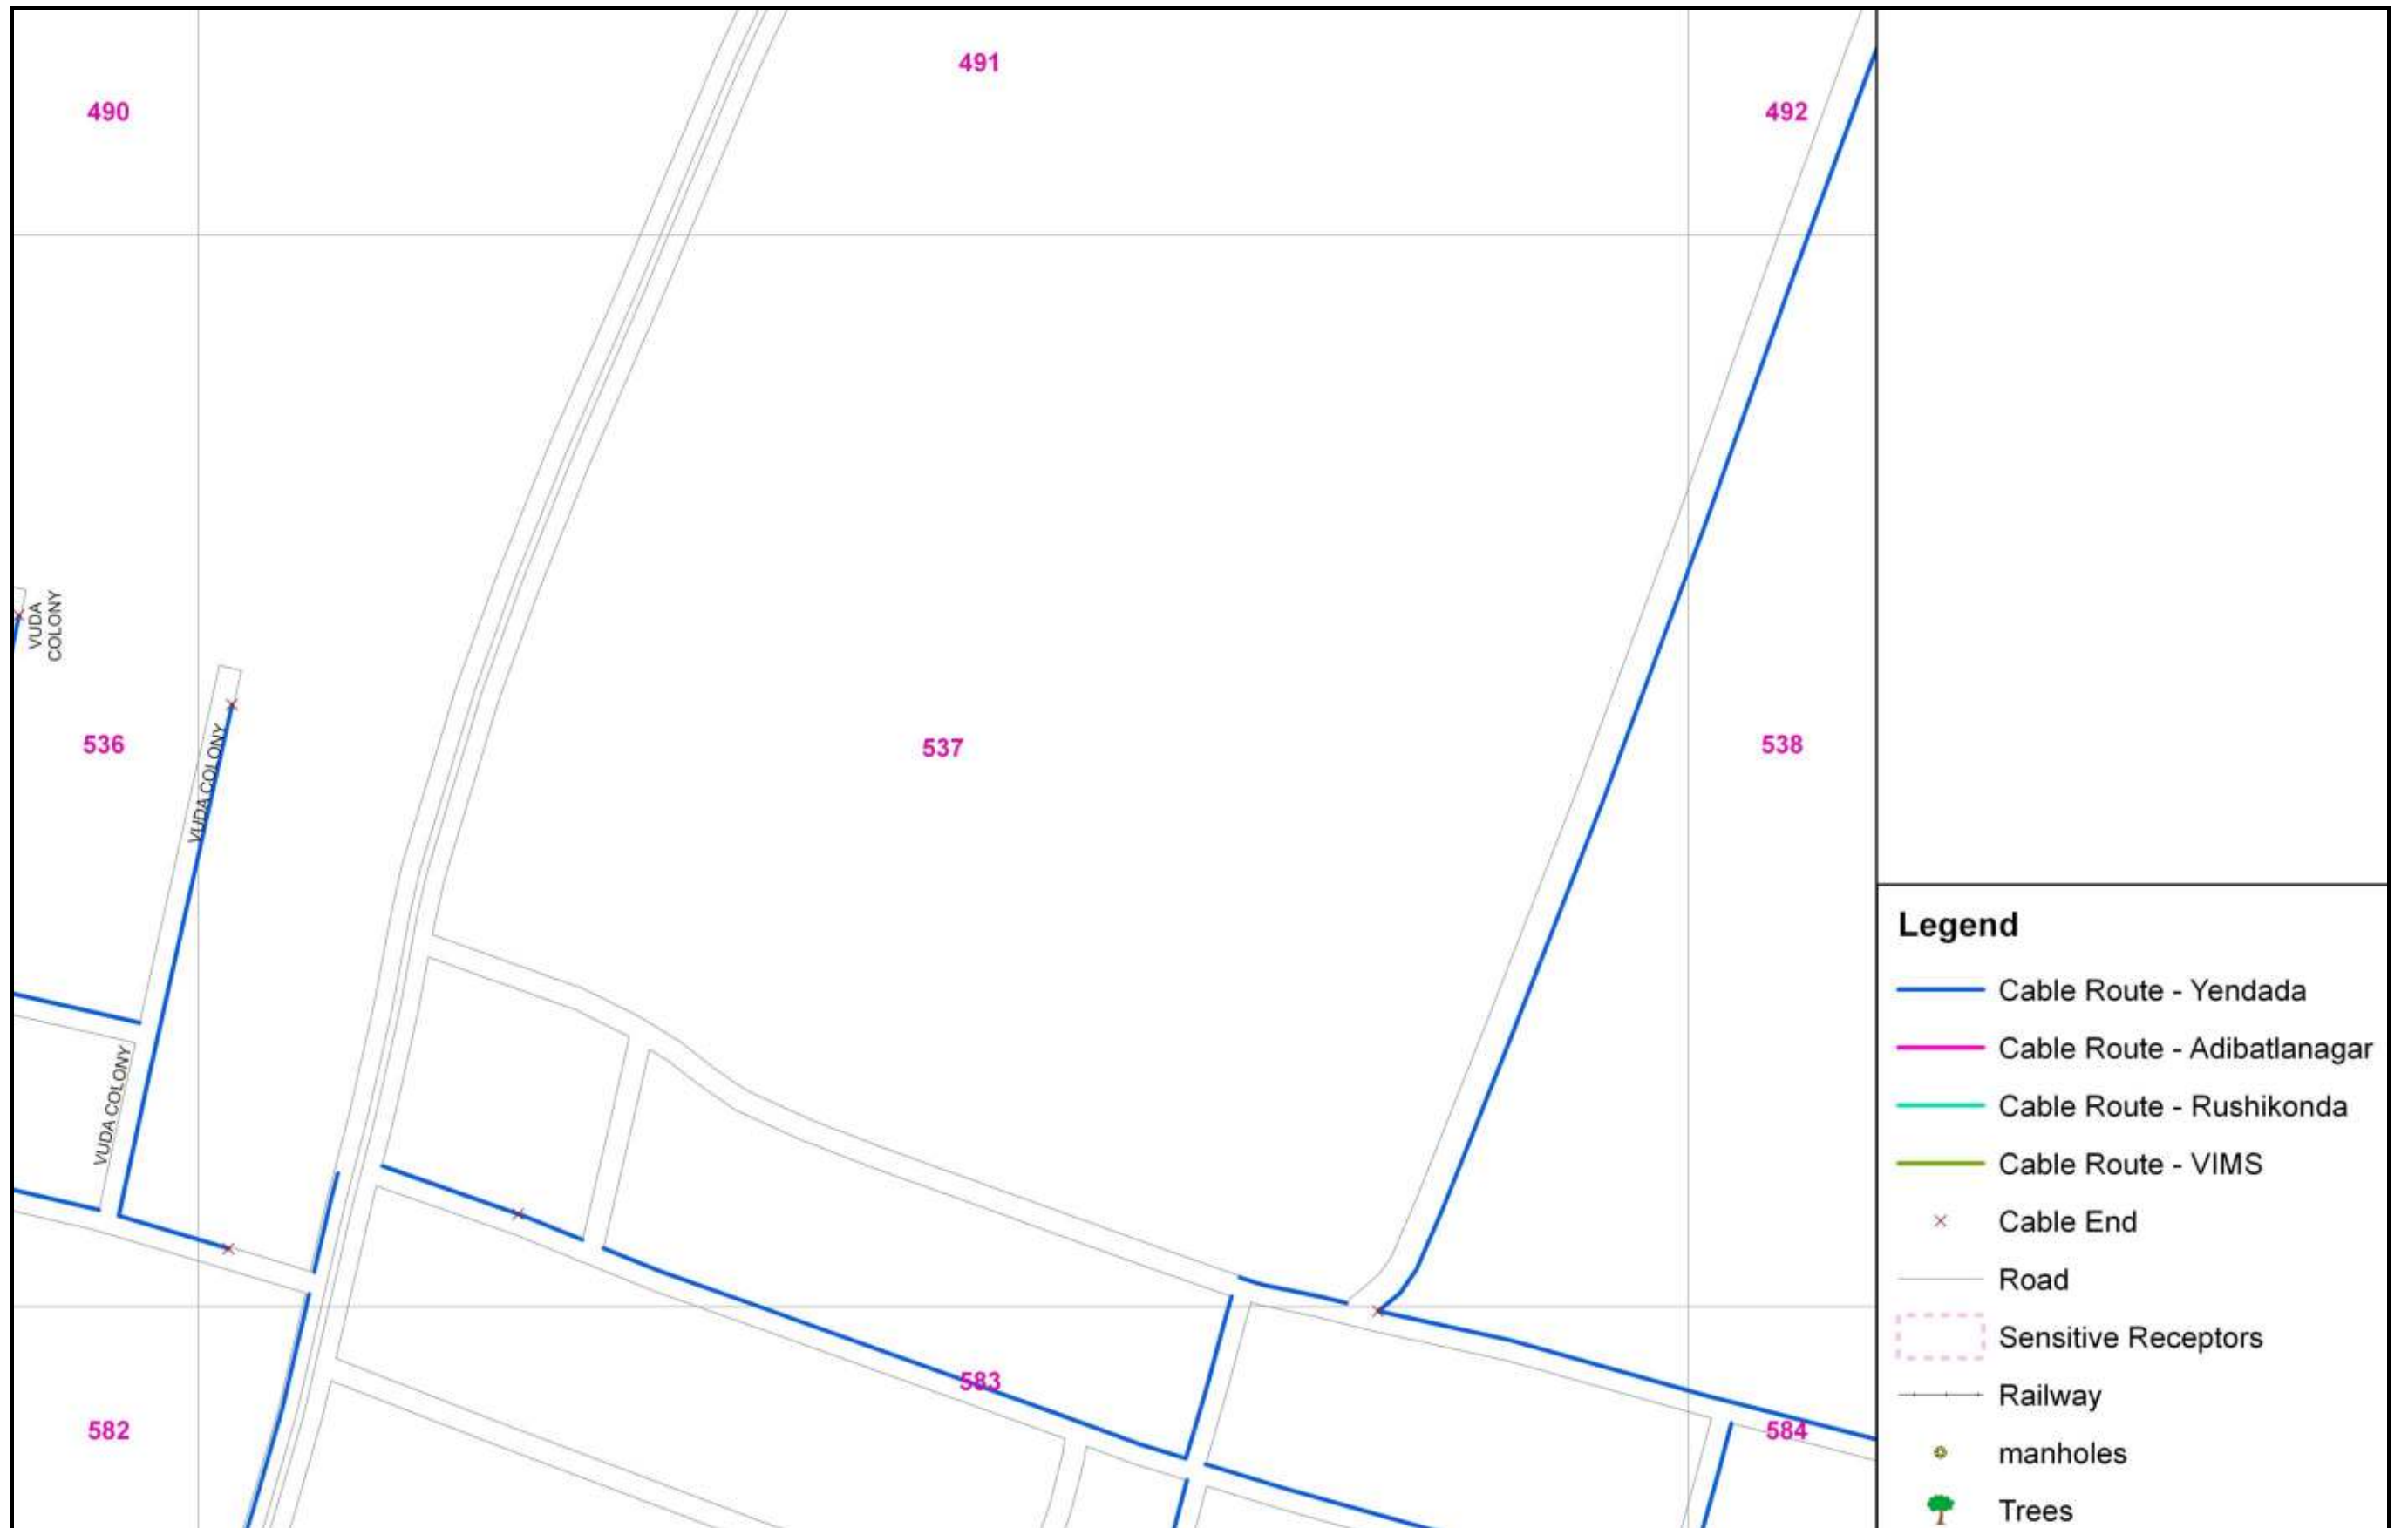 491
490
492
VUDA
COLONY
536
537
538
VUDA COLONY
VUDA COLONY
583
582
584
Legend
Cable Route - Yendada
Cable Route - Adibatlanagar
Cable Route - Rushikonda
Cable Route - VIMS
Cable End
Road
Sensitive Receptors
Railway
manholes
Trees